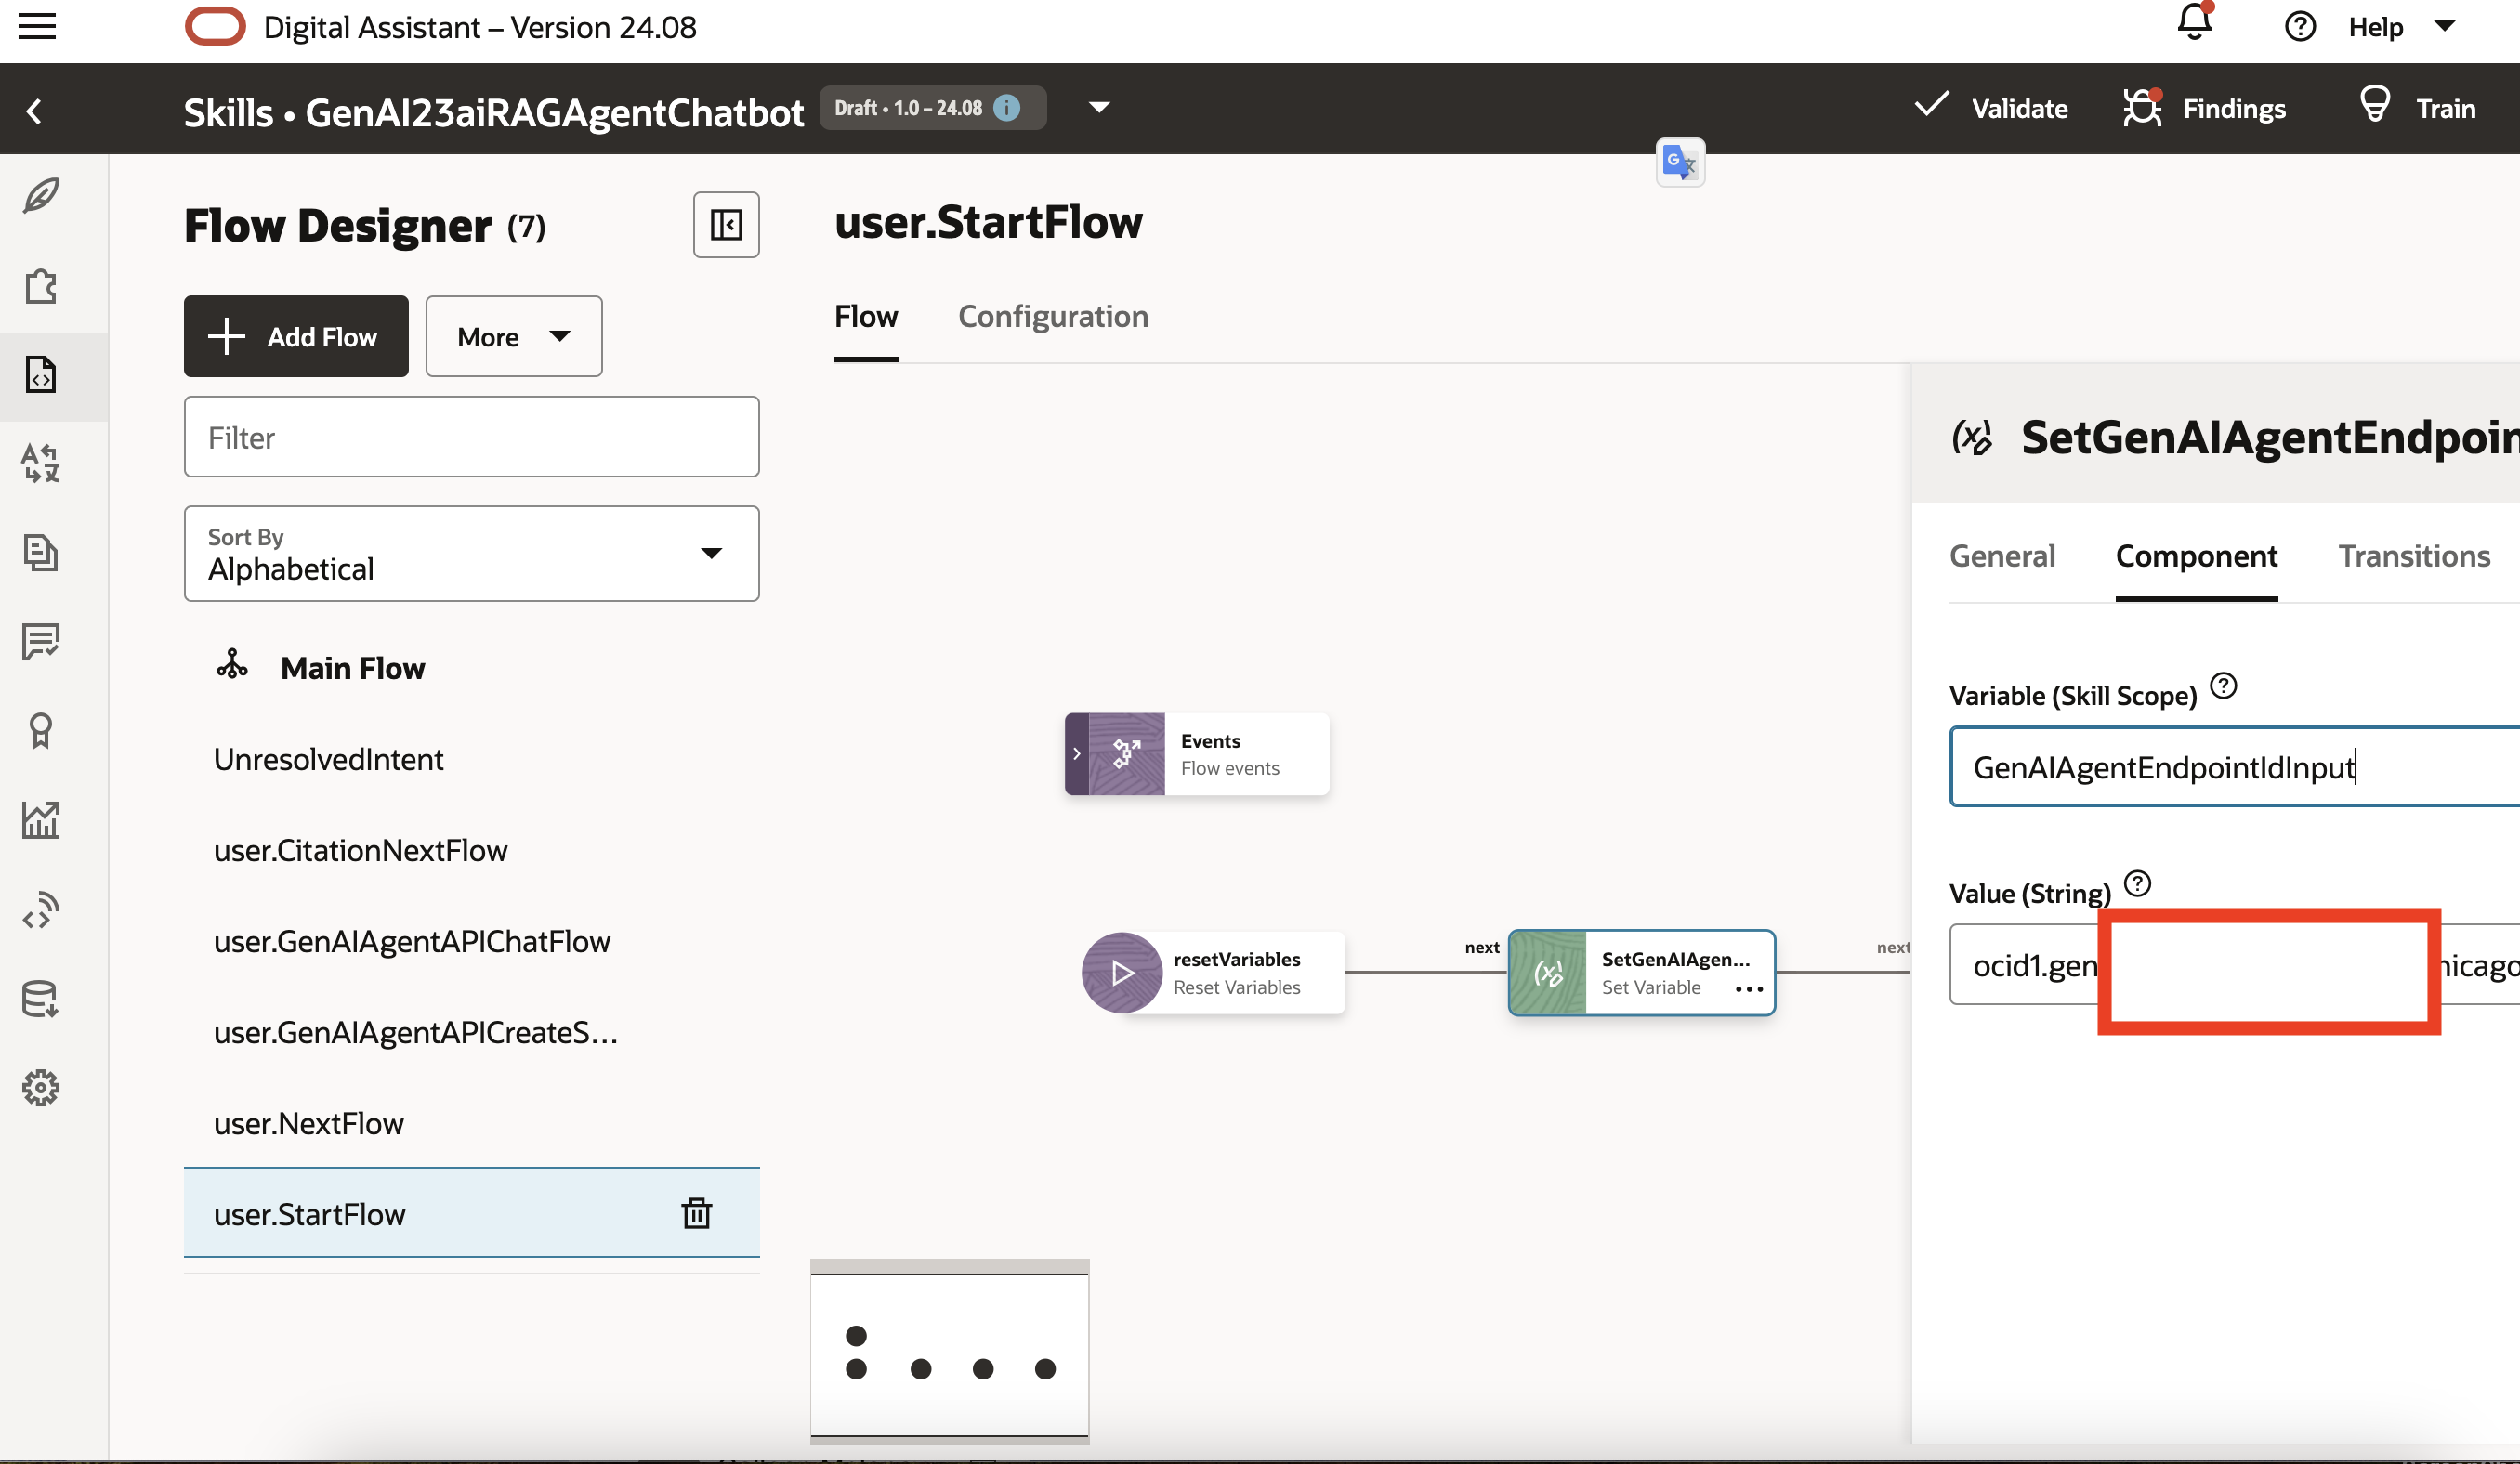 Digital Assistant – Version 24.08
Help
Skills • GenAI23aiRAGAgentChatbot
Draft • 1.0 – 24.08
Validate
Findings
Train
Flow Designer (7)
Add Flow
More
Filter
Sort By
Alphabetical
Main Flow
UnresolvedIntent
user.CitationNextFlow
user.GenAIAgentAPIChatFlow
user.GenAIAgentAPICreateS...
user.NextFlow
user.StartFlow
user.StartFlow
Flow
Configuration
Events
Flow events
resetVariables
Reset Variables
next
SetGenAIAgen...
Set Variable
next
SetGenAIAgentEndpoin
General
Component
Transitions
Variable (Skill Scope)
GenAIAgentEndpointIdInput
Value (String)
ocid1.gen
hicago